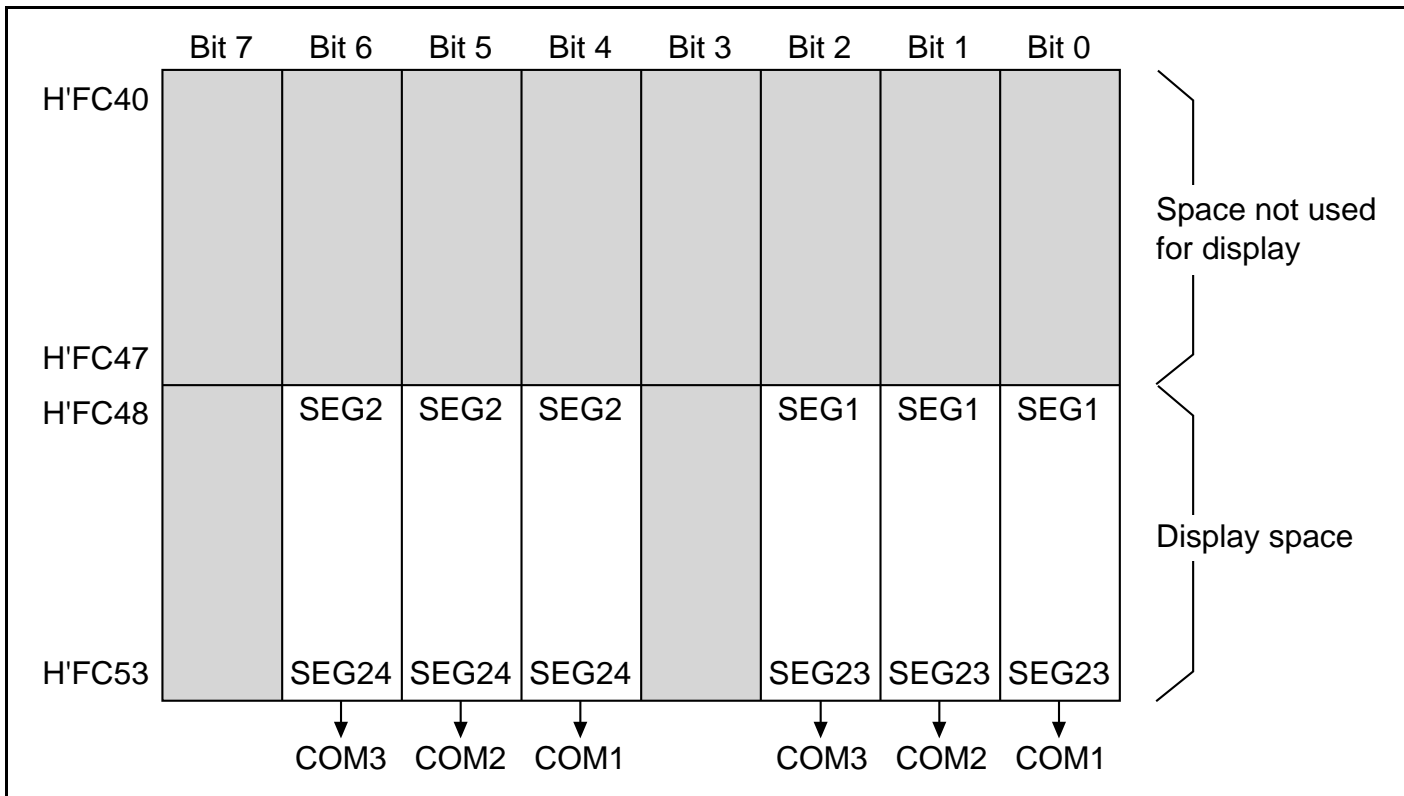 Bit 7 Bit 6 Bit 5 Bit 4 Bit 3 Bit 2 Bit 1 Bit 0
H'FC40
Space not used
for display
H'FC47
H'FC48 SEG2 SEG2 SEG2 SEG1 SEG1 SEG1
Display space
H'FC53 SEG24 SEG24 SEG24 SEG23 SEG23 SEG23
COM3 COM2 COM1 COM3 COM2 COM1